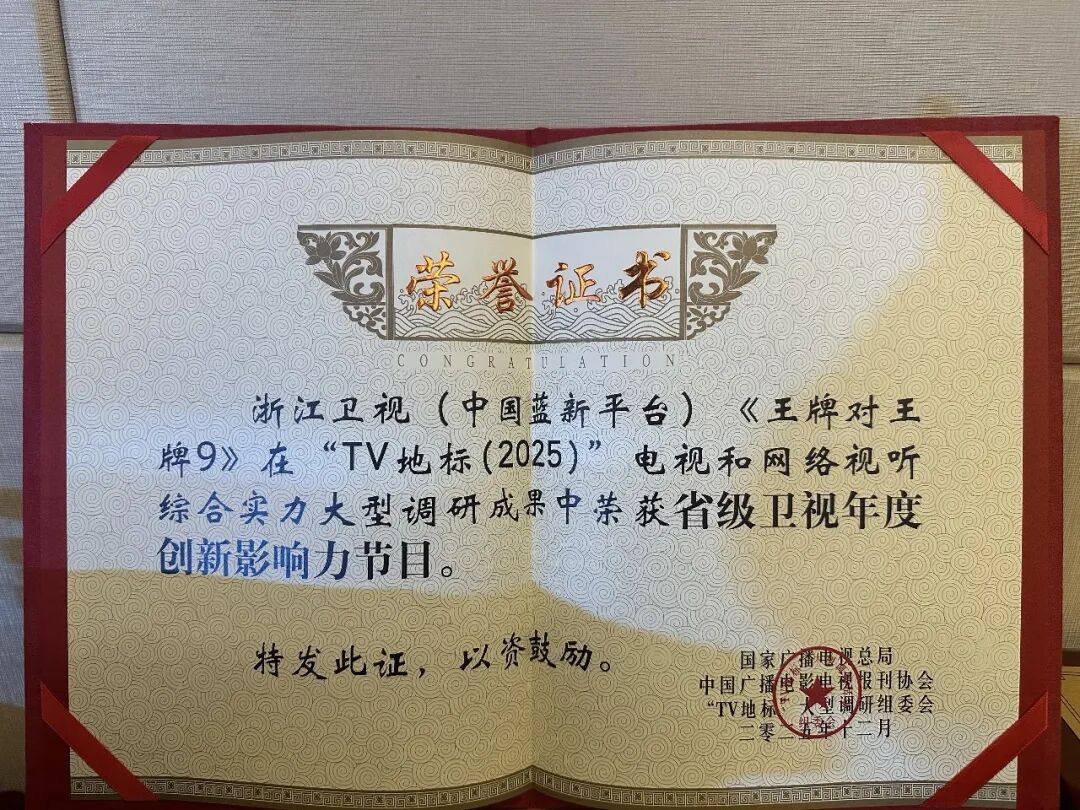 荣誉证书
CONGRATULATION
浙江卫视（中国蓝新平台）《王牌对王
牌9》在“TV地标(2025)”电视和网络视听
综合实力大型调研成果中荣获省级卫视年度
创新影响力节目。
特发此证，以资鼓励。
国家广播电视总局
中国广播电影电视报刊协会
“TV地标”大型调研组委会
二零二五年十二月
组委会